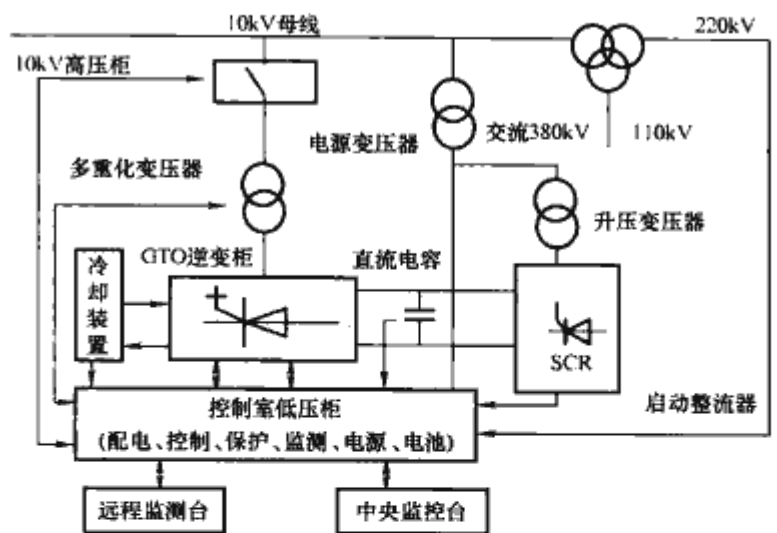 10kV母线
220kV
10kV高压柜
电源变压器
交流380kV
110kV
多重化变压器
升压变压器
GTO逆变柜
直流电容
冷却装置
SCR
控制室低压柜
启动整流器
(配电、控制、保护、监测、电源、电池)
远程监测台
中央监控台